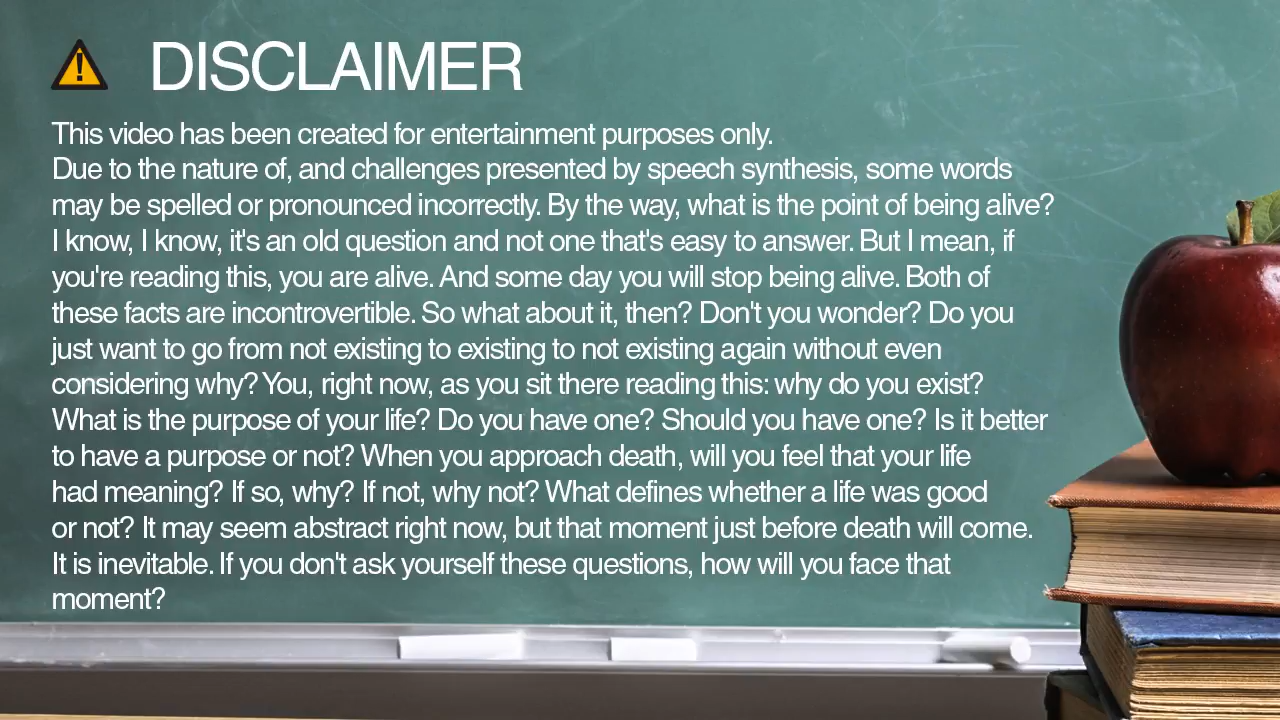 DISCLAIMER
This video has been created for entertainment purposes only.
Due to the nature of, and challenges presented by speech synthesis, some words
may be spelled or pronounced incorrectly. By the way, what is the point of being alive?
I know, I know, it's an old question and not one that's easy to answer. But I mean, if
you're reading this, you are alive. And some day you will stop being alive. Both of
these facts are incontrovertible. So what about it, then? Don't you wonder? Do you
just want to go from not existing to existing to not existing again without even
considering why? You, right now, as you sit there reading this: why do you exist?
What is the purpose of your life? Do you have one? Should you have one? Is it better
to have a purpose or not? When you approach death, will you feel that your life
had meaning? If so, why? If not, why not? What defines whether a life was good
or not? It may seem abstract right now, but that moment just before death will come.
It is inevitable. If you don't ask yourself these questions, how will you face that
moment?